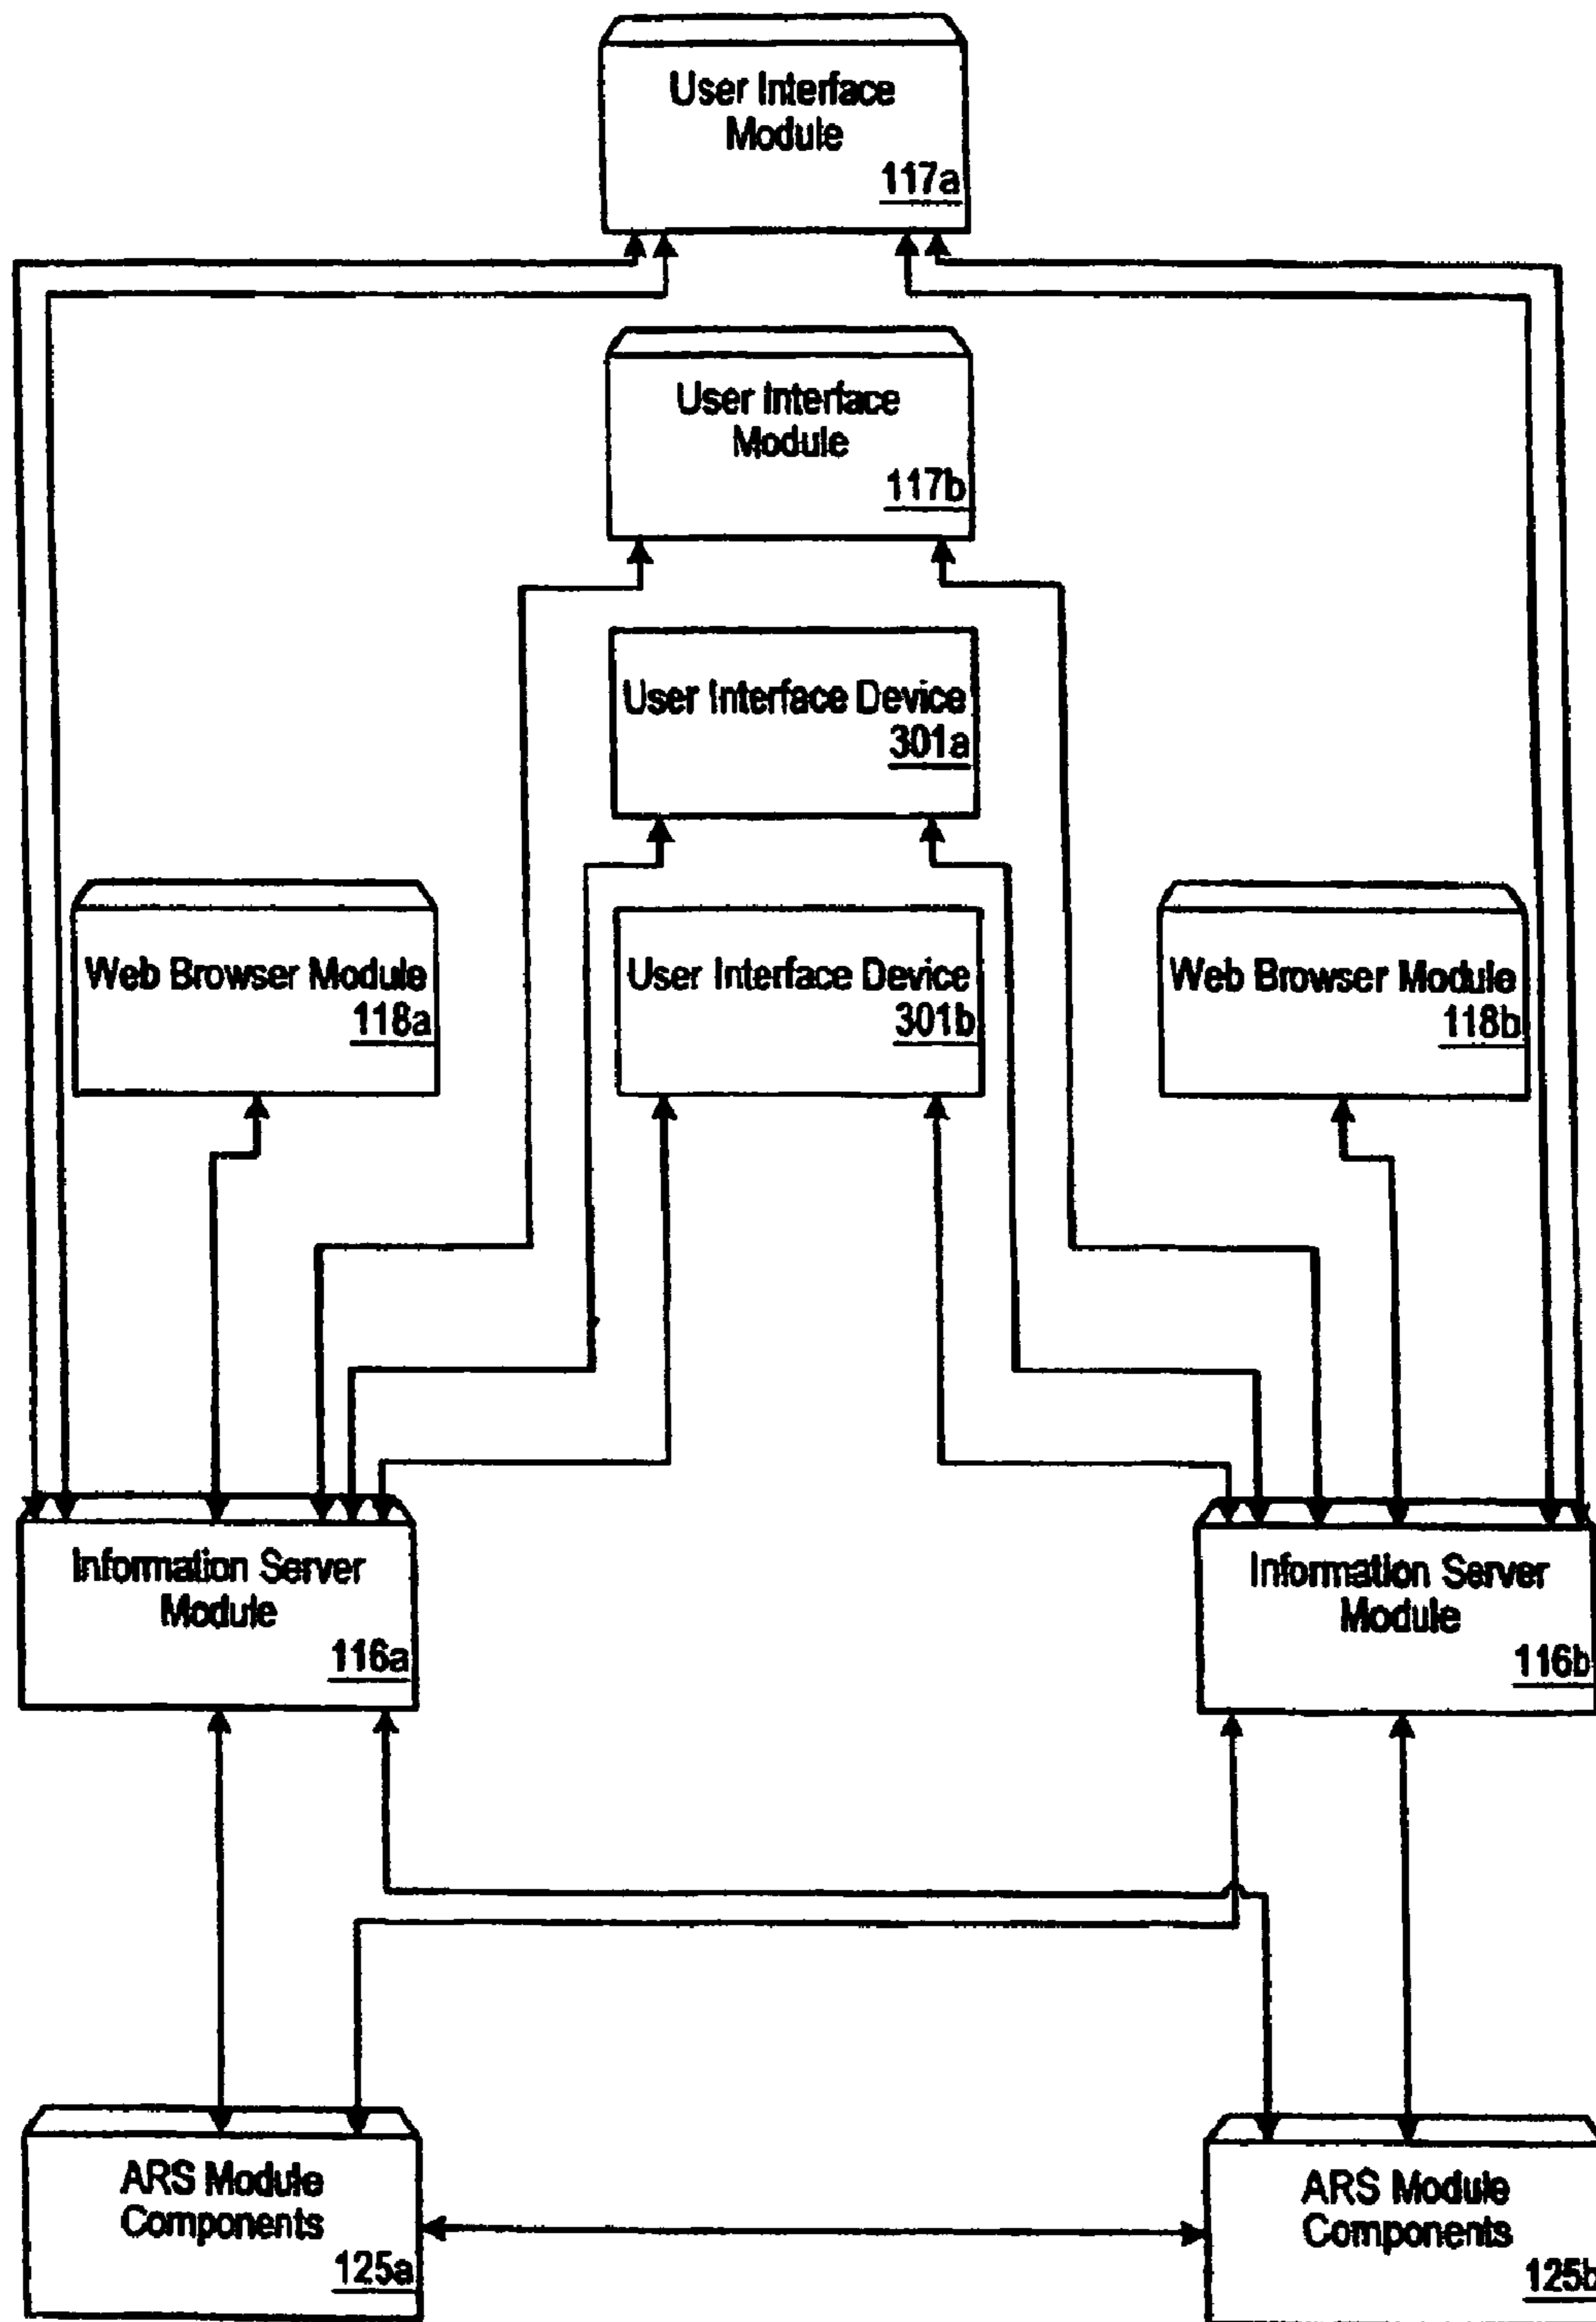 User Interface
Module
117a
User Interface
Module
117b
User Interface Device
301a
Web Browser Module
118a
User Interface Device
301b
Web Browser Module
118b
Information Server
Module
116a
Information Server
Module
116b
ARS Module
Components
125a
ARS Module
Components
125b